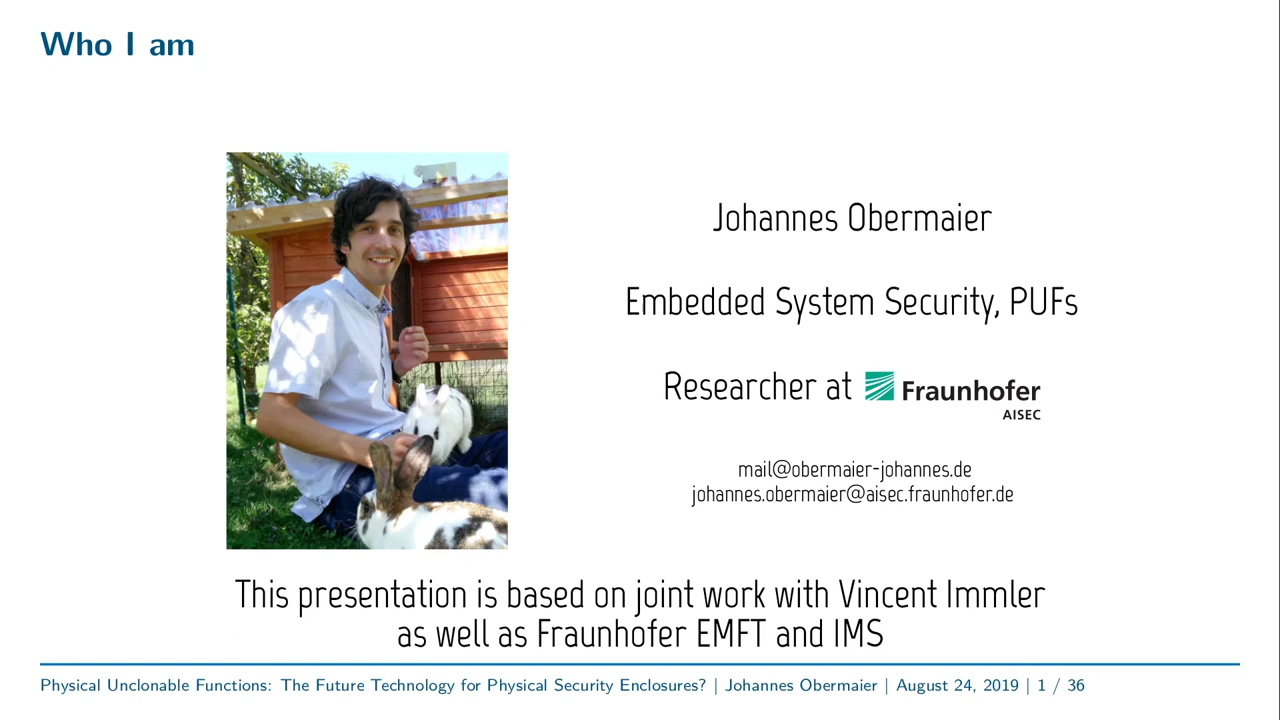 Who I am
Johannes Obermaier
Embedded System Security, PUFs
Researcher at Fraunhofer
AISEC
mail@obermaier-johannes.de
johannes.obermaier@aisec.fraunhofer.de
This presentation is based on joint work with Vincent Immler
as well as Fraunhofer EMFT and IMS
Physical Unclonable Functions: The Future Technology for Physical Security Enclosures? | Johannes Obermaier | August 24, 2019 | 1 / 36